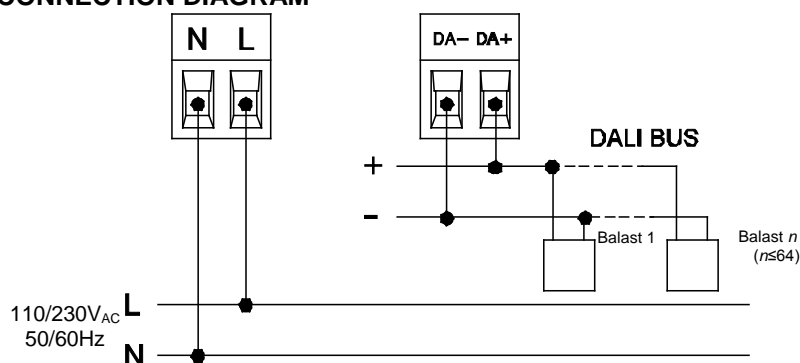 CONNECTION DIAGRAM
N L
DA- DA+
DALI BUS
+
-
Balast 1
Balast n
(n≤64)
110/230VAC L
50/60Hz
N